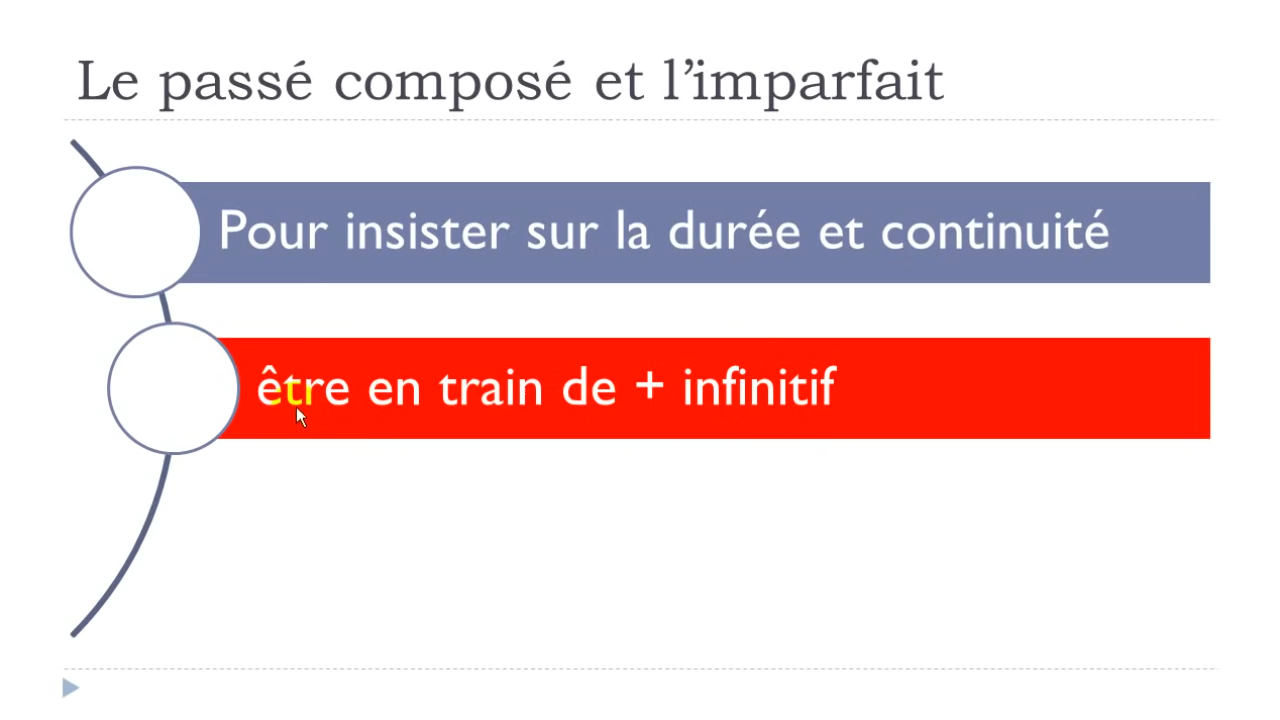 Le passé composé et l’imparfait
Pour insister sur la durée et continuité
être en train de + infinitif